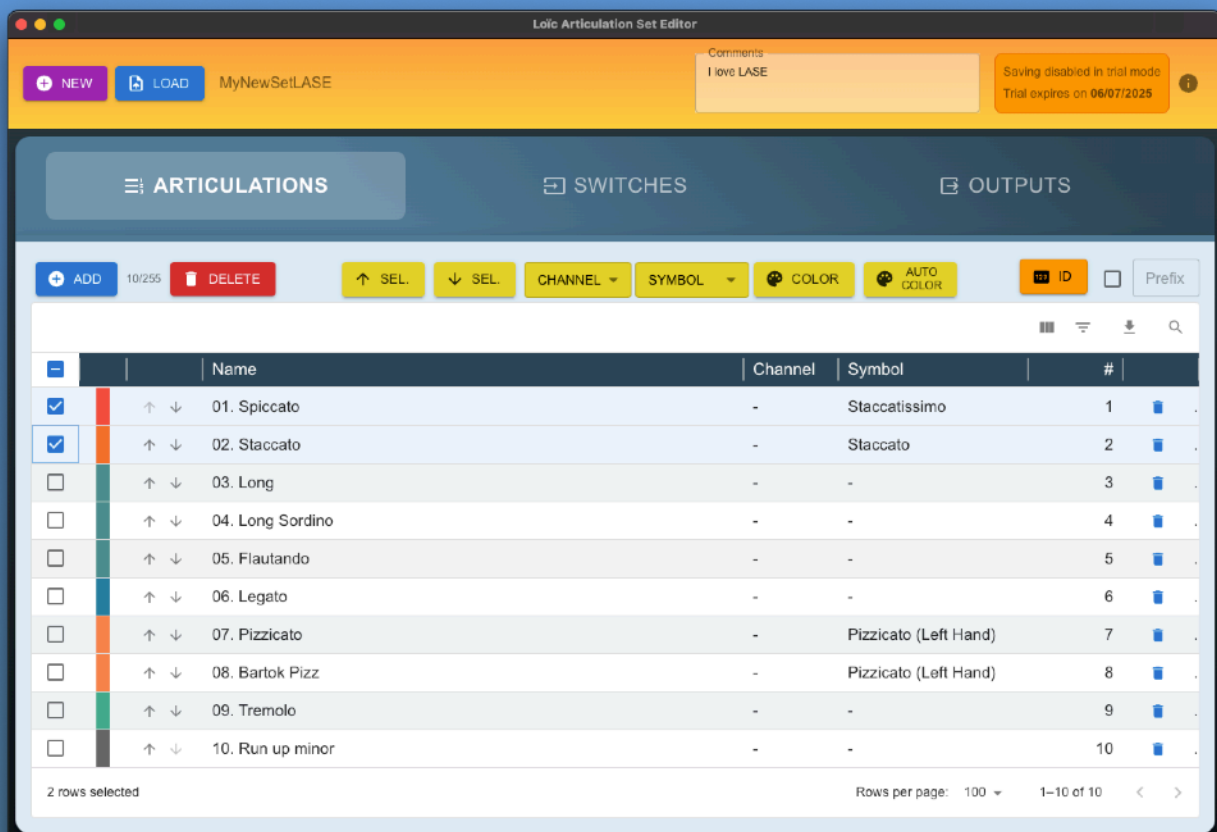 Loïc Articulation Set Editor
NEW LOAD MyNewSetLASE
Comments
I love LASE
Saving disabled in trial mode
Trial expires on 06/07/2025
ARTICULATIONS SWITCHES OUTPUTS
ADD 10/255 DELETE SEL. SEL. CHANNEL SYMBOL COLOR AUTO COLOR 123 ID Prefix
Name Channel Symbol #
01. Spiccato - Staccatissimo 1
02. Staccato - Staccato 2
03. Long - - 3
04. Long Sordino - - 4
05. Flautando - - 5
06. Legato - - 6
07. Pizzicato - Pizzicato (Left Hand) 7
08. Bartok Pizz - Pizzicato (Left Hand) 8
09. Tremolo - - 9
10. Run up minor - - 10
2 rows selected Rows per page: 100 1–10 of 10